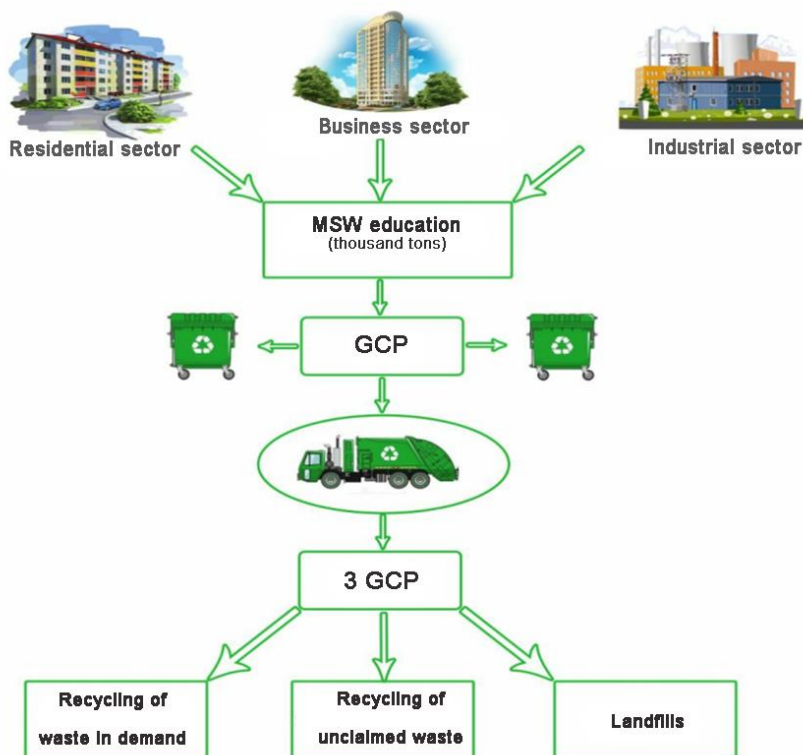 Residential sector
Business sector
Industrial sector
MSW education
(thousand tons)
GCP
3 GCP
Recycling of
waste in demand
Recycling of
unclaimed waste
Landfills